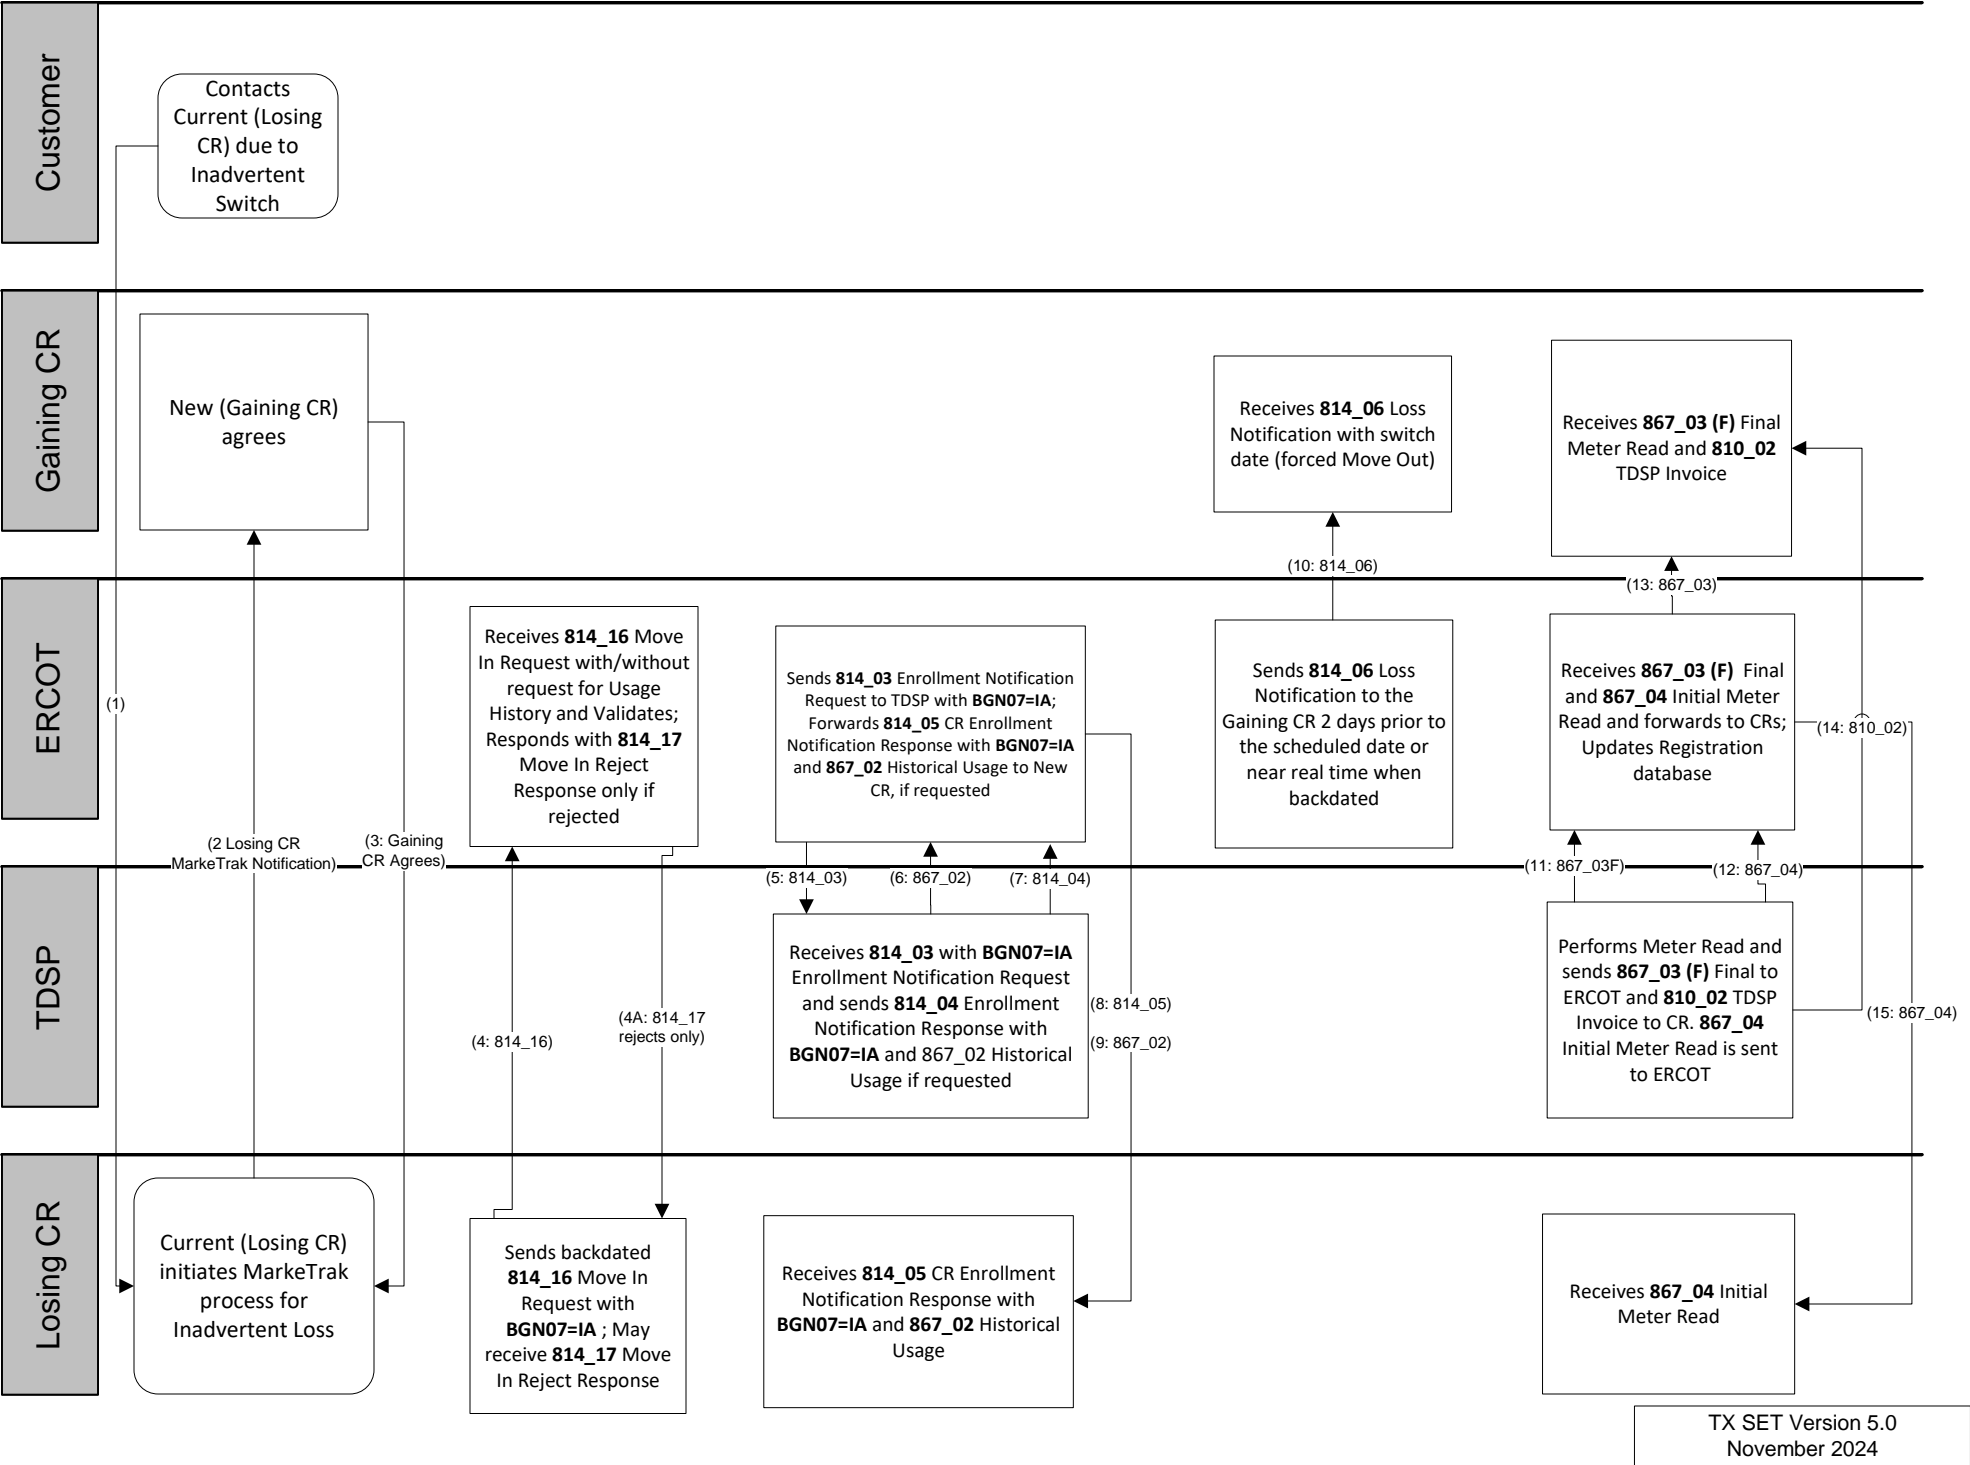 Customer
Contacts
Current (Losing
CR) due to
Inadvertent
Switch
Gaining CR
New (Gaining CR)
agrees
Receives 814_06 Loss
Notification with switch
date (forced Move Out)
Receives 867_03 (F) Final
Meter Read and 810_02
TDSP Invoice
(10: 814_06)
(13: 867_03)
ERCOT
(1)
Receives 814_16 Move
In Request with/without
request for Usage
History and Validates;
Responds with 814_17
Move In Reject
Response only if
rejected
Sends 814_03 Enrollment Notification
Request to TDSP with BGN07=IA;
Forwards 814_05 CR Enrollment
Notification Response with BGN07=IA
and 867_02 Historical Usage to New
CR, if requested
Sends 814_06 Loss
Notification to the
Gaining CR 2 days prior to
the scheduled date or
near real time when
backdated
Receives 867_03 (F) Final
and 867_04 Initial Meter
Read and forwards to CRs;
Updates Registration
database
(14: 810_02)
(2 Losing CR
MarkeTrak Notification)
(3: Gaining
CR Agrees)
(5: 814_03)
(6: 867_02)
(7: 814_04)
(11: 867_03F)
(12: 867_04)
TDSP
(4: 814_16)
(4A: 814_17
rejects only)
Receives 814_03 with BGN07=IA
Enrollment Notification Request
and sends 814_04 Enrollment
Notification Response with
BGN07=IA and 867_02 Historical
Usage if requested
(8: 814_05)
(9: 867_02)
Performs Meter Read and
sends 867_03 (F) Final to
ERCOT and 810_02 TDSP
Invoice to CR. 867_04
Initial Meter Read is sent
to ERCOT
(15: 867_04)
Losing CR
Current (Losing CR)
initiates MarkeTrak
process for
Inadvertent Loss
Sends backdated
814_16 Move In
Request with
BGN07=IA ; May
receive 814_17 Move
In Reject Response
Receives 814_05 CR Enrollment
Notification Response with
BGN07=IA and 867_02 Historical
Usage
Receives 867_04 Initial
Meter Read
TX SET Version 5.0
November 2024